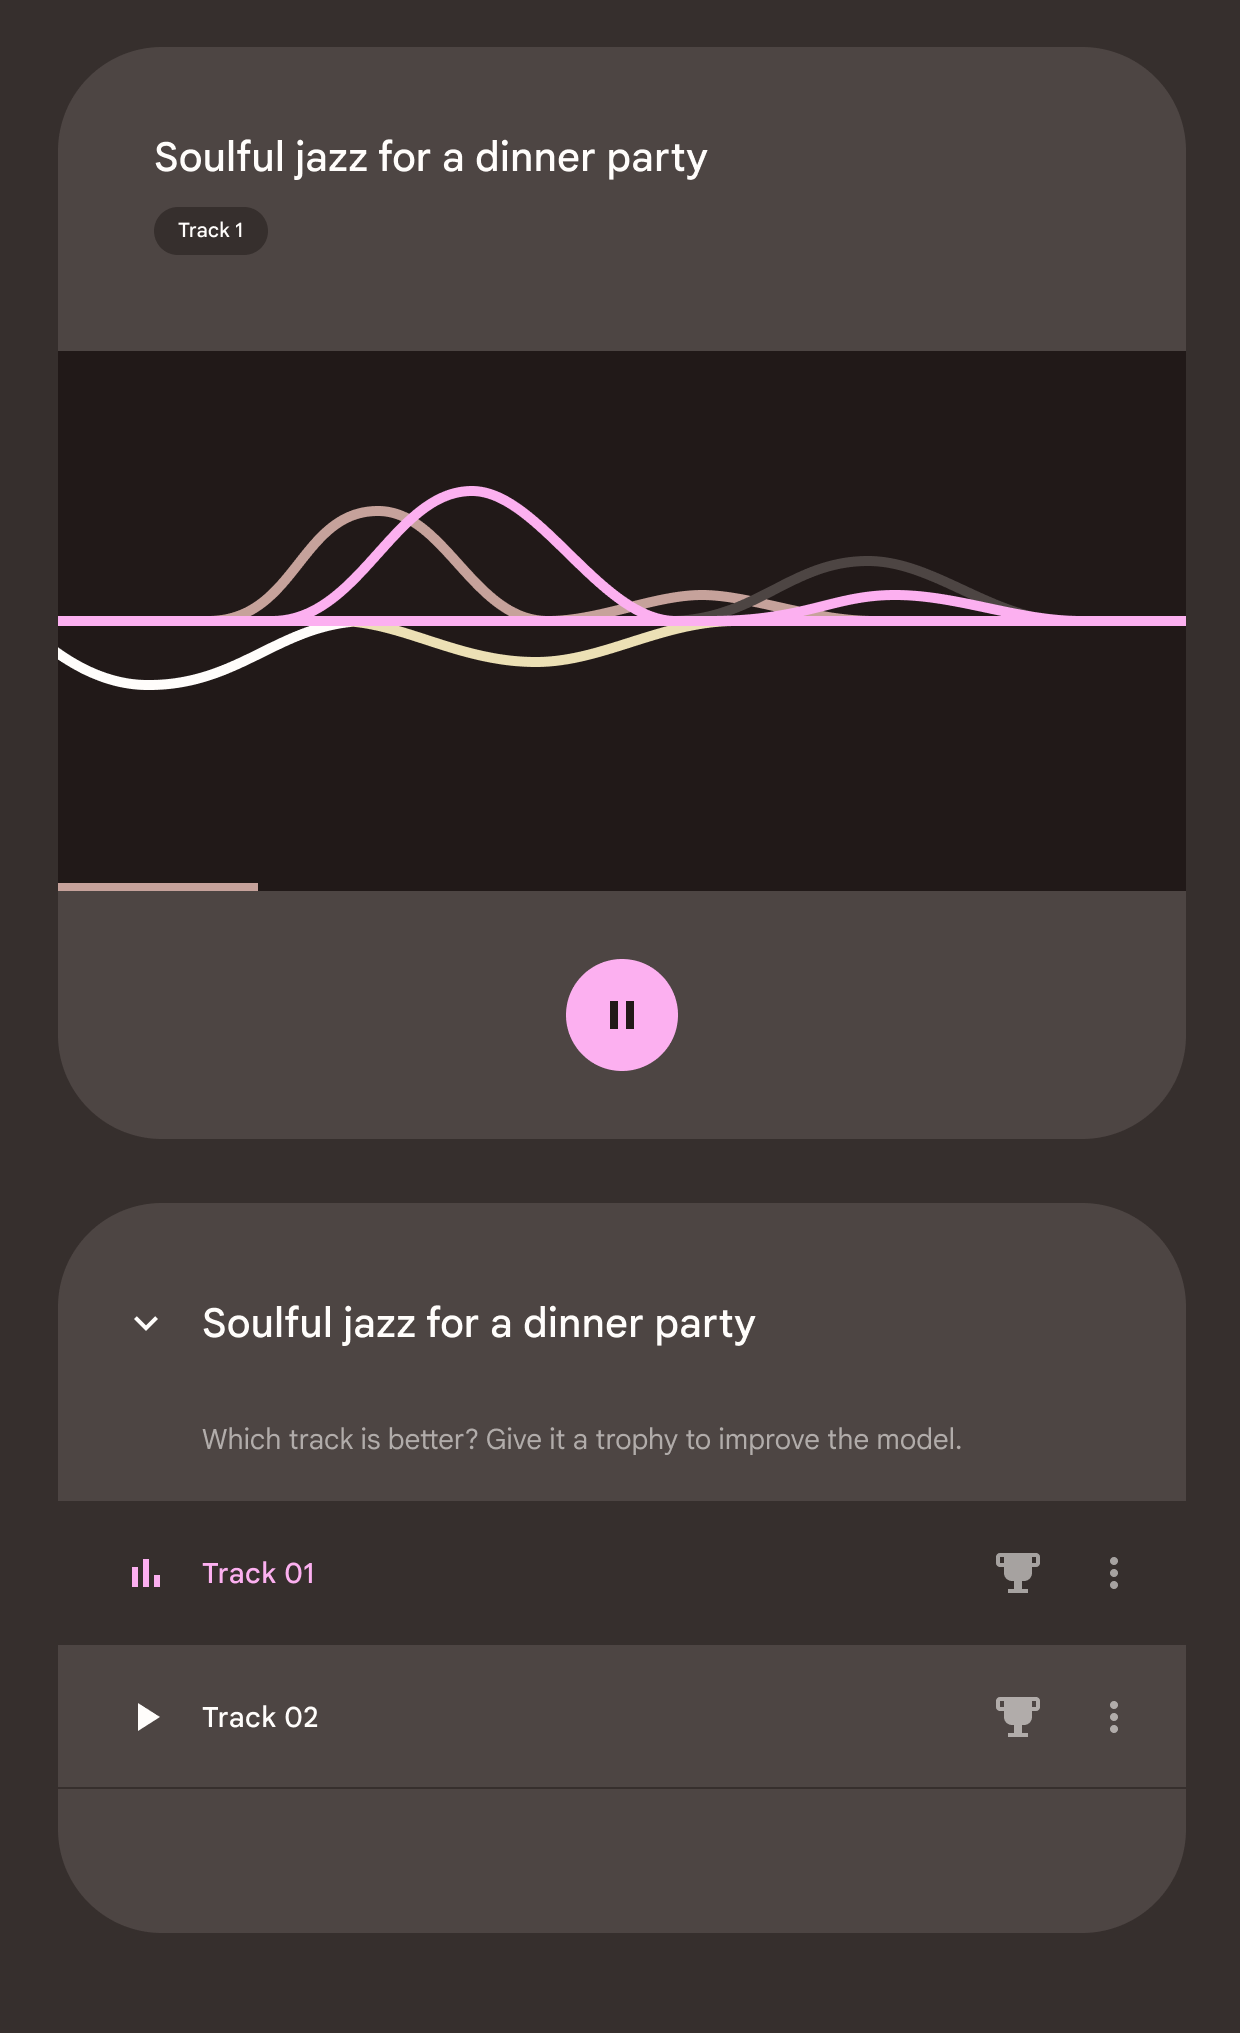 Soulful jazz for a dinner party
Track 1
Soulful jazz for a dinner party
Which track is better? Give it a trophy to improve the model.
Track 01
Track 02